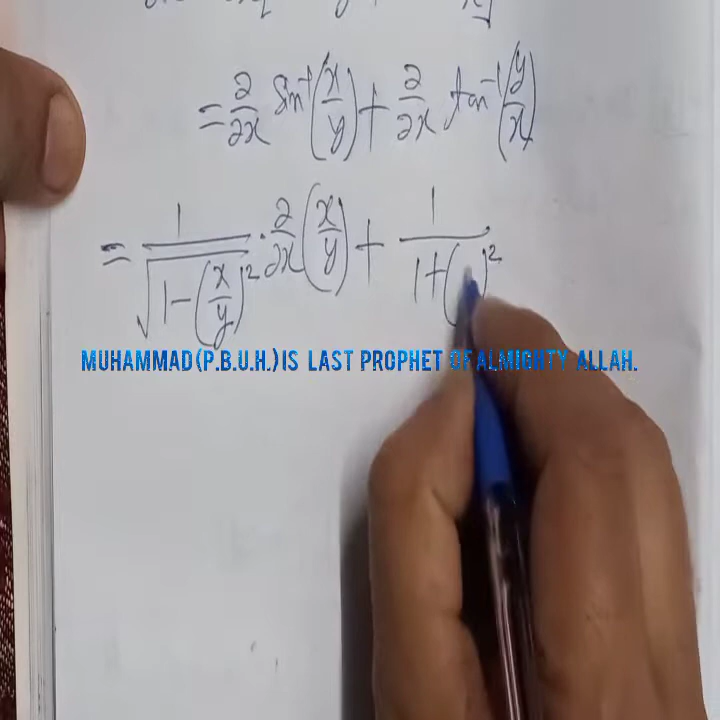 = ∂/∂x Sin⁻¹(x/y) + ∂/∂x tan⁻¹(y/x)
= 1/√(1-(x/y)²) · ∂/∂x (x/y) + 1/(1+( )²
MUHAMMAD (P.B.U.H.) IS LAST PROPHET OF ALMIGHTY ALLAH.